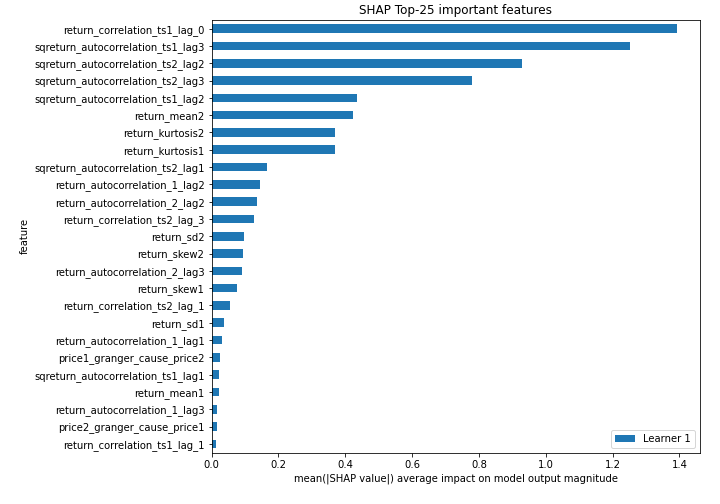 SHAP Top-25 important features
return_correlation_ts1_lag_0
sqreturn_autocorrelation_ts1_lag3
sqreturn_autocorrelation_ts2_lag2
sqreturn_autocorrelation_ts2_lag3
sqreturn_autocorrelation_ts1_lag2
return_mean2
return_kurtosis2
return_kurtosis1
sqreturn_autocorrelation_ts2_lag1
return_autocorrelation_1_lag2
return_autocorrelation_2_lag2
return_correlation_ts2_lag_3
return_sd2
return_skew2
return_autocorrelation_2_lag3
return_skew1
return_correlation_ts2_lag_1
return_sd1
return_autocorrelation_1_lag1
price1_granger_cause_price2
sqreturn_autocorrelation_ts1_lag1
return_mean1
return_autocorrelation_1_lag3
price2_granger_cause_price1
return_correlation_ts1_lag_1
feature
Learner 1
0.0 0.2 0.4 0.6 0.8 1.0 1.2 1.4
mean(|SHAP value|) average impact on model output magnitude